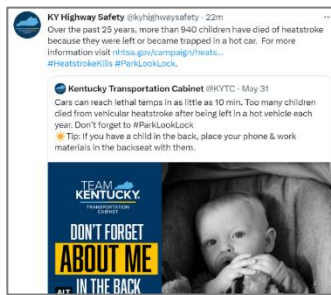 KY Highway Safety @kyhighwaysafety · 22m
Over the past 25 years, more than 940 children have died of heatstroke
because they were left or became trapped in a hot car. For more
information visit nhtsa.gov/campaign/heats...
#HeatstrokeKills #ParkLookLock.
Kentucky Transportation Cabinet @KYTC · May 31
Cars can reach lethal temps in as little as 10 min. Too many children
died from vehicular heatstroke after being left in a hot vehicle each
year. Don't forget to #ParkLookLock
☀️Tip: If you have a child in the back, place your phone & work
materials in the backseat with them.
TEAM
KENTUCKY.
TRANSPORTATION
CABINET
DON'T FORGET
ABOUT ME
IN THE BACK
ALT